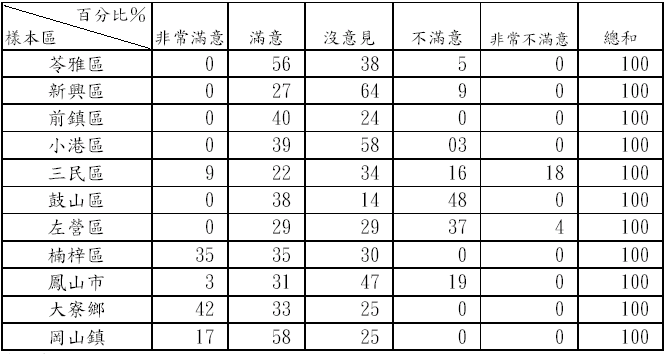 百分比%
樣本區 非常滿意 滿意 沒意見 不滿意 非常不滿意 總和
苓雅區 0 56 38 5 0 100
新興區 0 27 64 9 0 100
前鎮區 0 40 24 0 0 100
小港區 0 39 58 03 0 100
三民區 9 22 34 16 18 100
鼓山區 0 38 14 48 0 100
左營區 0 29 29 37 4 100
楠梓區 35 35 30 0 0 100
鳳山市 3 31 47 19 0 100
大寮鄉 42 33 25 0 0 100
岡山鎮 17 58 25 0 0 100